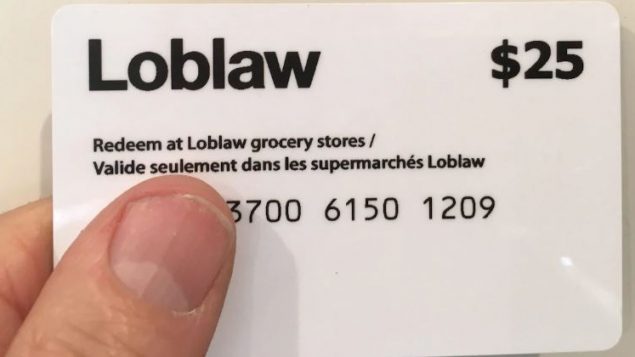 Loblaw
$25
Redeem at Loblaw grocery stores /
Valide seulement dans les supermarchés Loblaw
3700 6150 1209